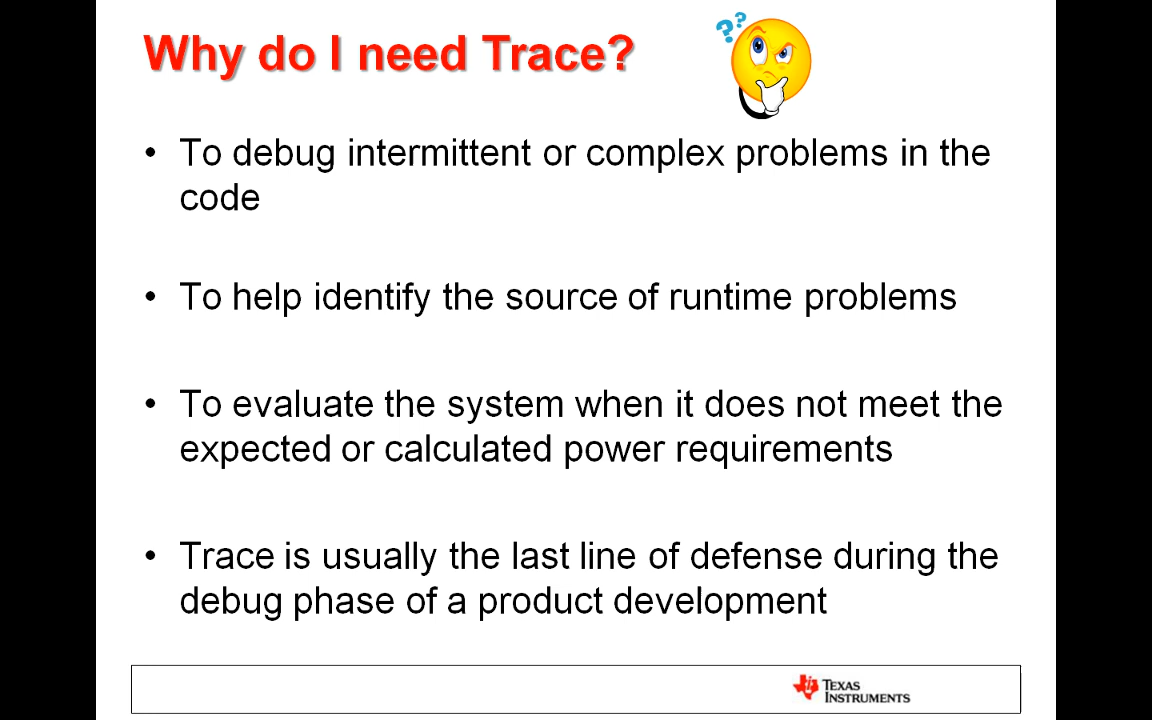 Why do I need Trace?
??
• To debug intermittent or complex problems in the
code
• To help identify the source of runtime problems
• To evaluate the system when it does not meet the
expected or calculated power requirements
• Trace is usually the last line of defense during the
debug phase of a product development
TEXAS
INSTRUMENTS